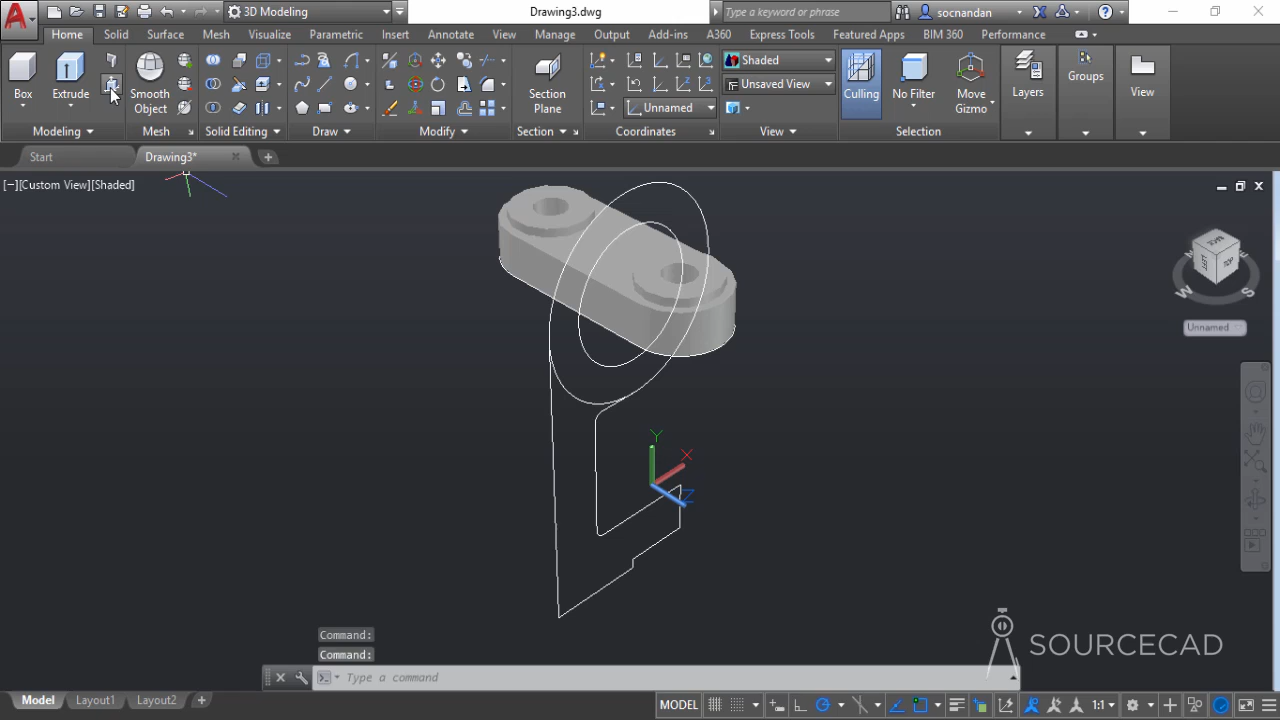 3D Modeling
Drawing3.dwg
Type a keyword or phrase
socnandan
Home Solid Surface Mesh Visualize Parametric Insert Annotate View Manage Output Add-ins A360 Express Tools Featured Apps BIM 360 Performance
Box
Extrude
Smooth
Object
Section
Plane
Unnamed
Shaded
Unsaved View
Culling
No Filter
Move
Gizmo
Layers
Groups
View
Modeling
Mesh
Solid Editing
Draw
Modify
Section
Coordinates
View
Selection
Start
Drawing3*
[−][Custom View][Shaded]
TOP
W
S
Unnamed
Y
X
Z
SOURCECAD
Command:
Command:
Type a command
Model Layout1 Layout2 +
MODEL
1:1